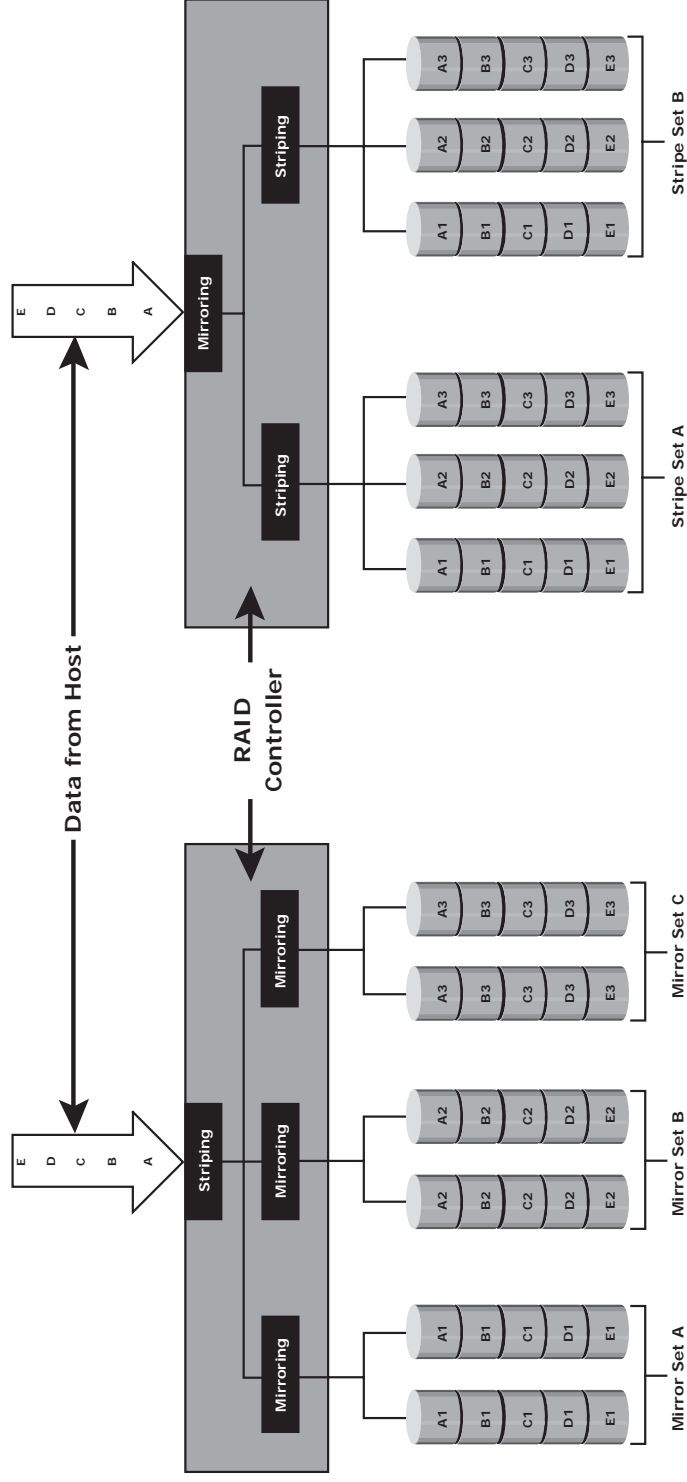 E
D
C
B
A
Data from Host
E
D
C
B
A
Striping
Mirroring
Mirroring
Mirroring
RAID
Controller
Mirroring
Striping
Striping
A1 A1 A2 A2 A3 A3
B1 B1 B2 B2 B3 B3
C1 C1 C2 C2 C3 C3
D1 D1 D2 D2 D3 D3
E1 E1 E2 E2 E3 E3
Mirror Set A
Mirror Set B
Mirror Set C
A1 A2 A3 A1 A2 A3
B1 B2 B3 B1 B2 B3
C1 C2 C3 C1 C2 C3
D1 D2 D3 D1 D2 D3
E1 E2 E3 E1 E2 E3
Stripe Set A
Stripe Set B